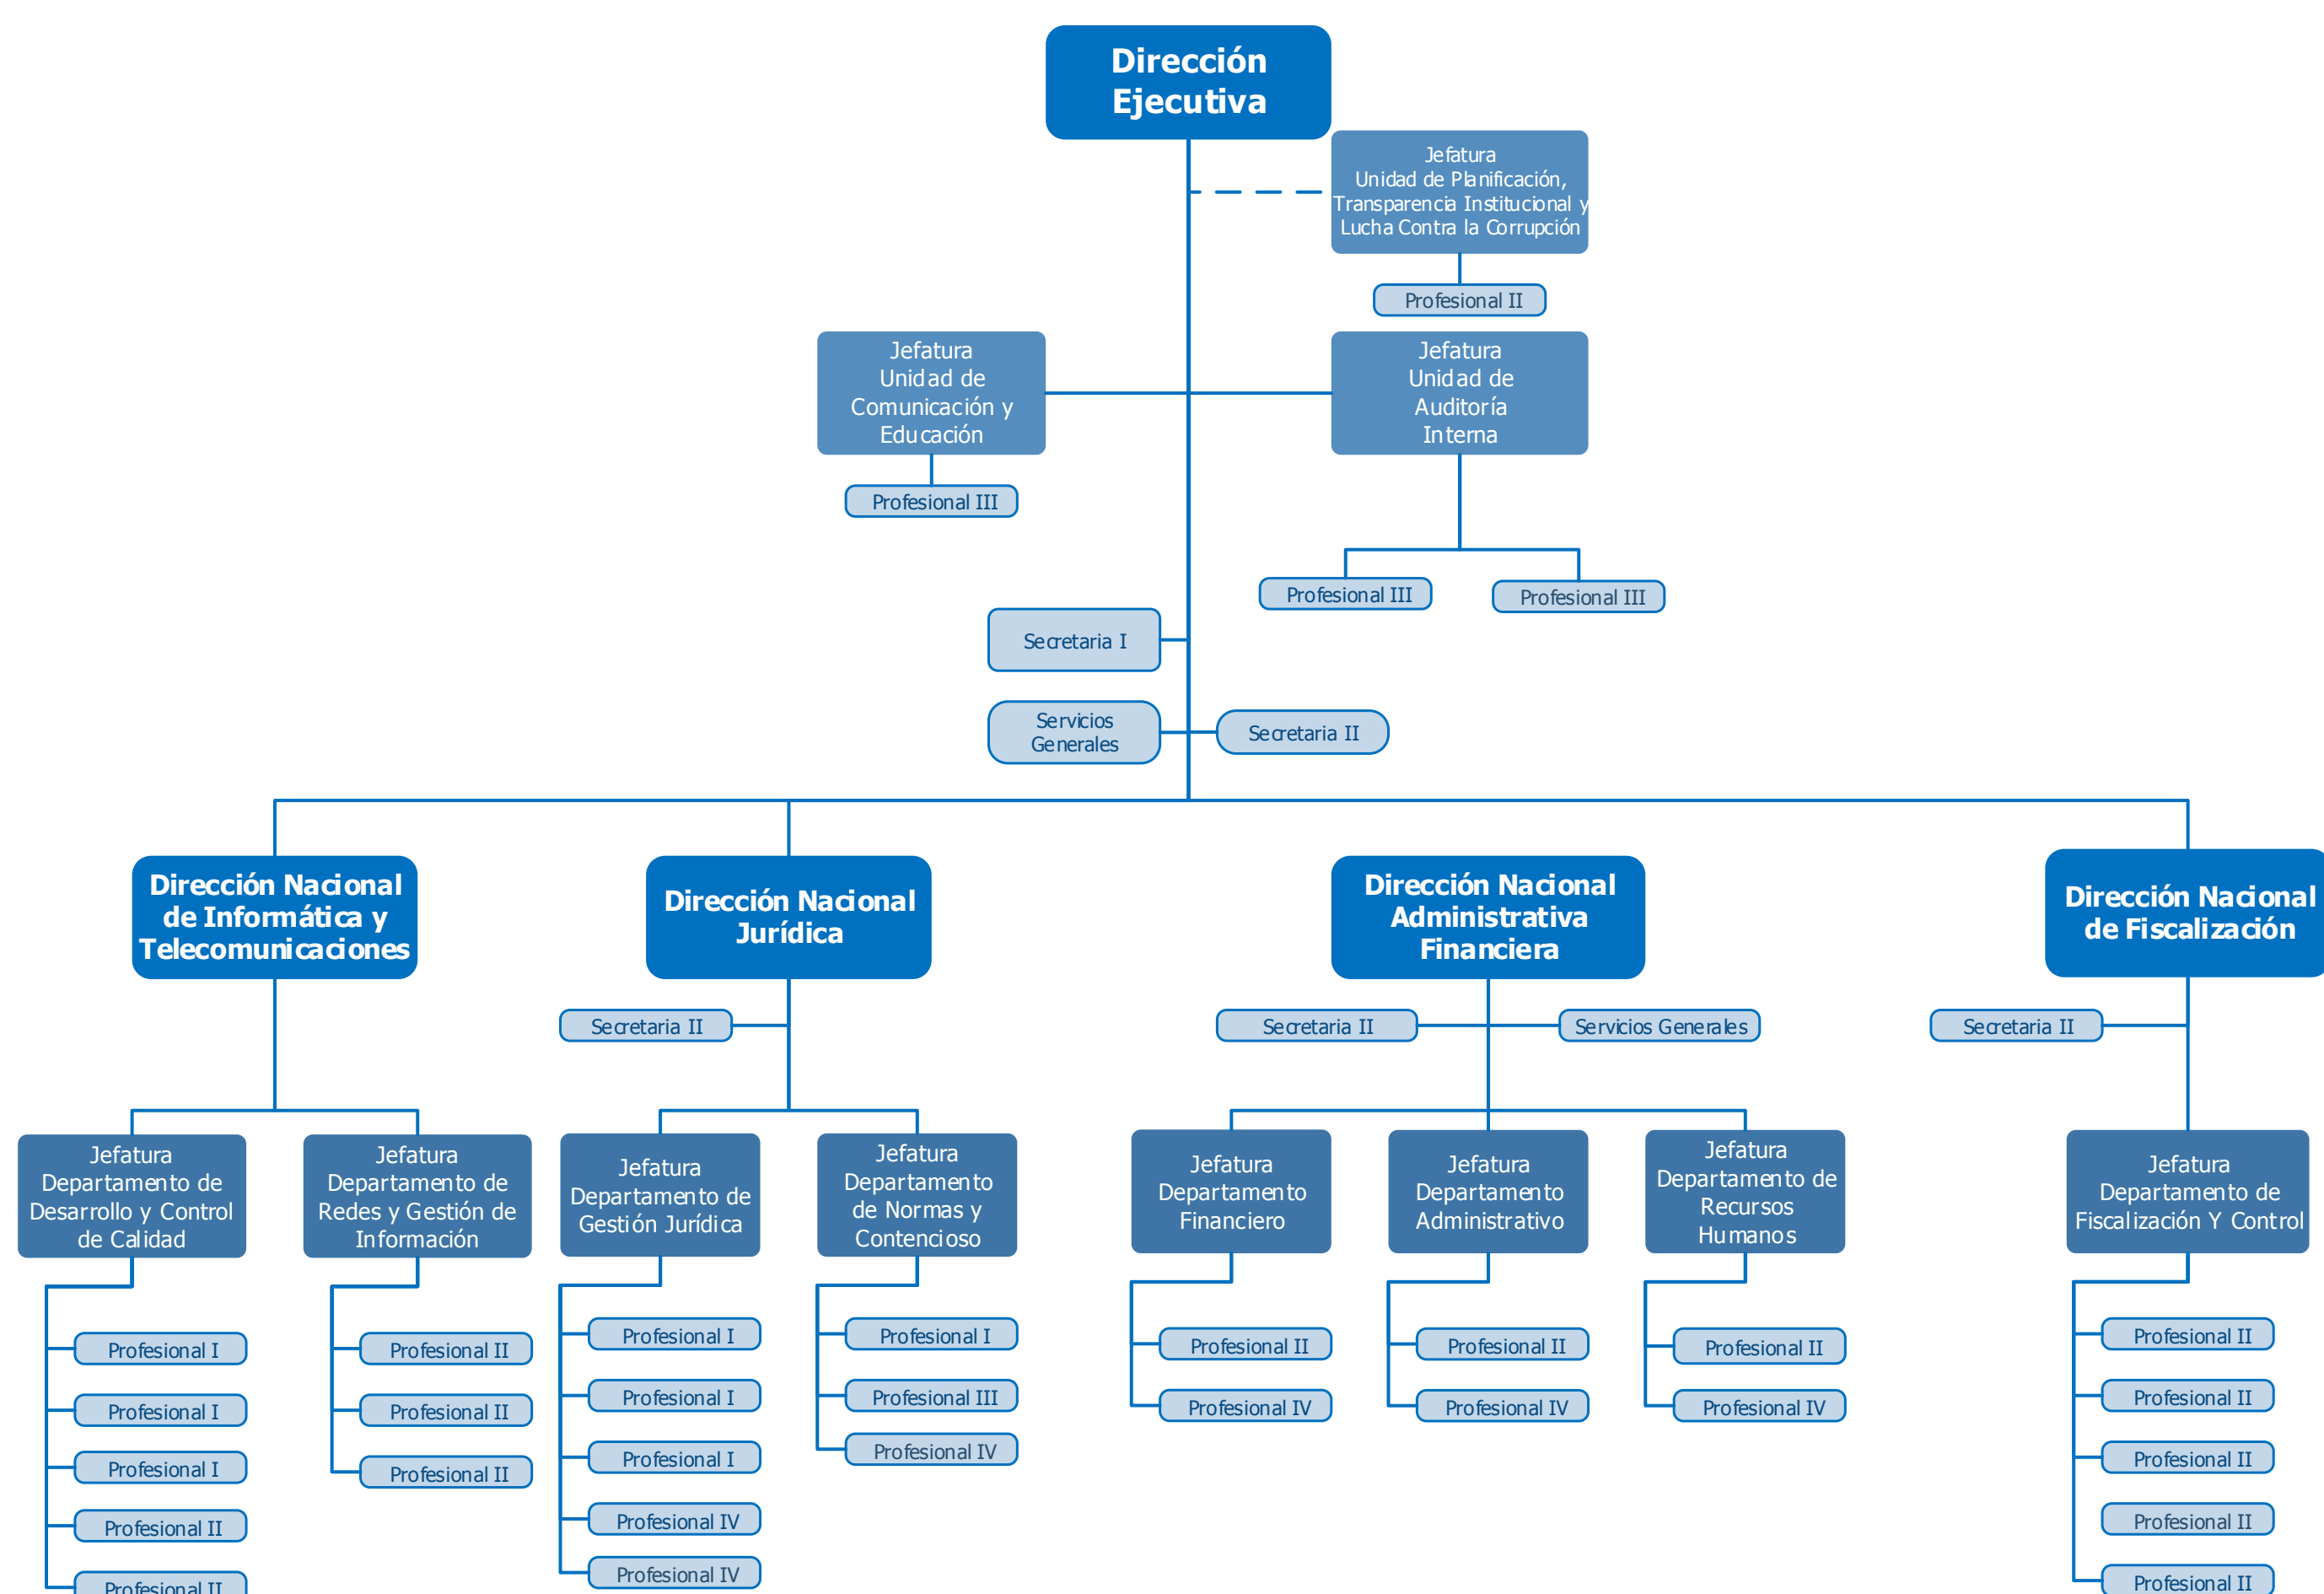 Dirección
Ejecutiva
Jefatura
Unidad de Planificación,
Transparencia Institucional y
Lucha Contra la Corrupción
Profesional II
Jefatura
Unidad de
Comunicación y
Educación
Profesional III
Jefatura
Unidad de
Auditoría
Interna
Profesional III
Profesional III
Secretaria I
Servicios
Generales
Secretaria II
Dirección Nacional
de Informática y
Telecomunicaciones
Dirección Nacional
Jurídica
Dirección Nacional
Administrativa
Financiera
Dirección Nacional
de Fiscalización
Secretaria II
Secretaria II
Servicios Generales
Secretaria II
Jefatura
Departamento de
Desarrollo y Control
de Calidad
Jefatura
Departamento de
Redes y Gestión de
Información
Jefatura
Departamento de
Gestión Jurídica
Jefatura
Departamento
de Normas y
Contencioso
Jefatura
Departamento
Financiero
Jefatura
Departamento
Administrativo
Jefatura
Departamento de
Recursos
Humanos
Jefatura
Departamento de
Fiscalización Y Control
Profesional I
Profesional I
Profesional I
Profesional II
Profesional II
Profesional II
Profesional II
Profesional II
Profesional I
Profesional I
Profesional I
Profesional IV
Profesional IV
Profesional I
Profesional III
Profesional IV
Profesional II
Profesional IV
Profesional II
Profesional IV
Profesional II
Profesional IV
Profesional II
Profesional II
Profesional II
Profesional II
Profesional II